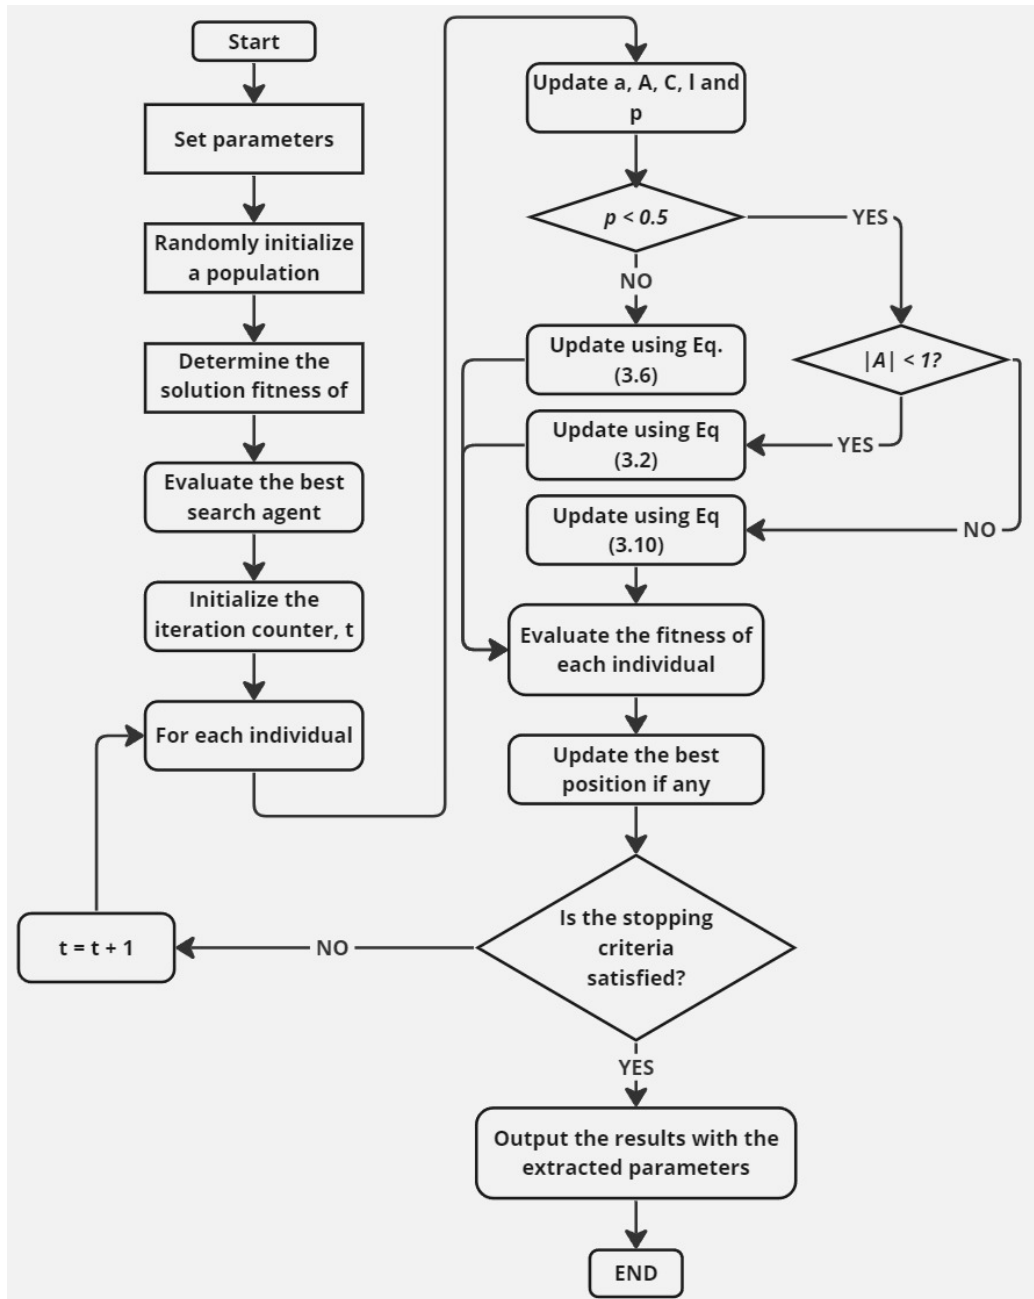 Start
Set parameters
Randomly initialize
a population
Determine the
solution fitness of
Evaluate the best
search agent
Initialize the
iteration counter, t
For each individual
t = t + 1
Update a, A, C, l and
p
p < 0.5
YES
NO
Update using Eq.
(3.6)
|A| < 1?
Update using Eq
(3.2)
YES
Update using Eq
(3.10)
NO
Evaluate the fitness of
each individual
Update the best
position if any
Is the stopping
criteria
satisfied?
NO
YES
Output the results with the
extracted parameters
END